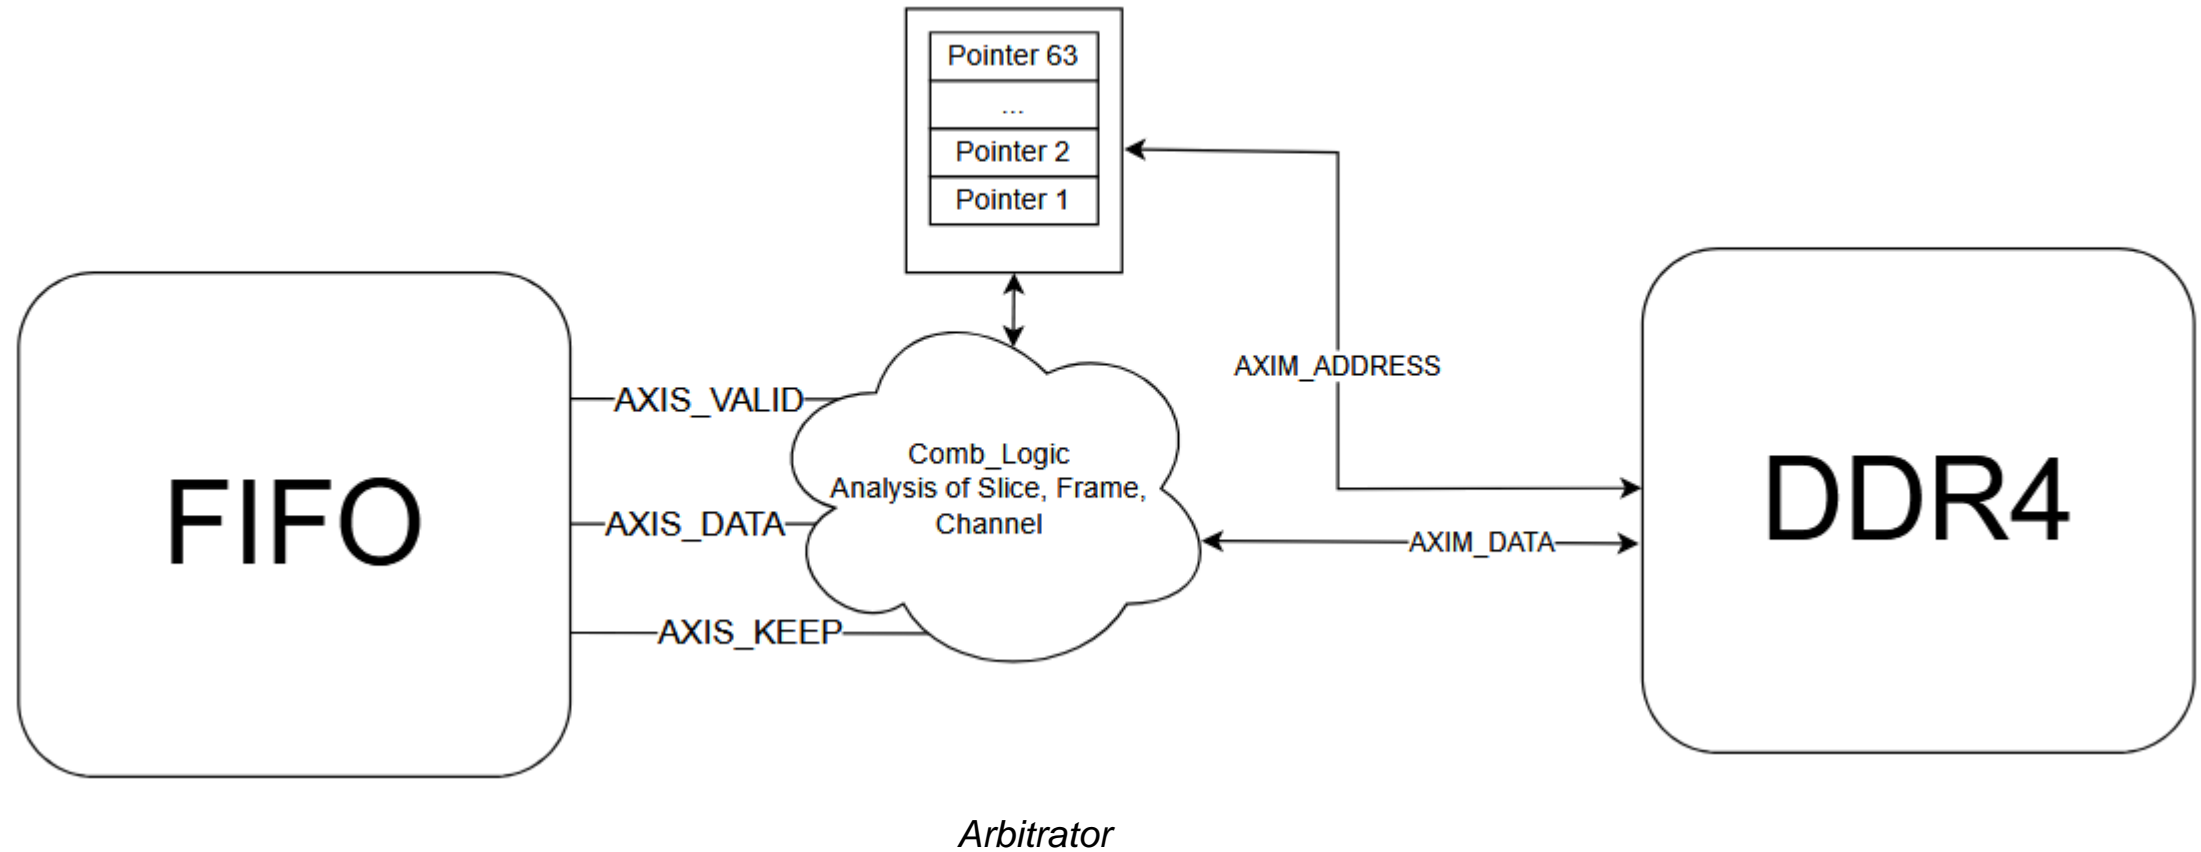 Pointer 63
...
Pointer 2
Pointer 1
AXIM_ADDRESS
AXIS_VALID
Comb_Logic
Analysis of Slice, Frame,
Channel
FIFO
AXIS_DATA
AXIM_DATA
DDR4
AXIS_KEEP
Arbitrator